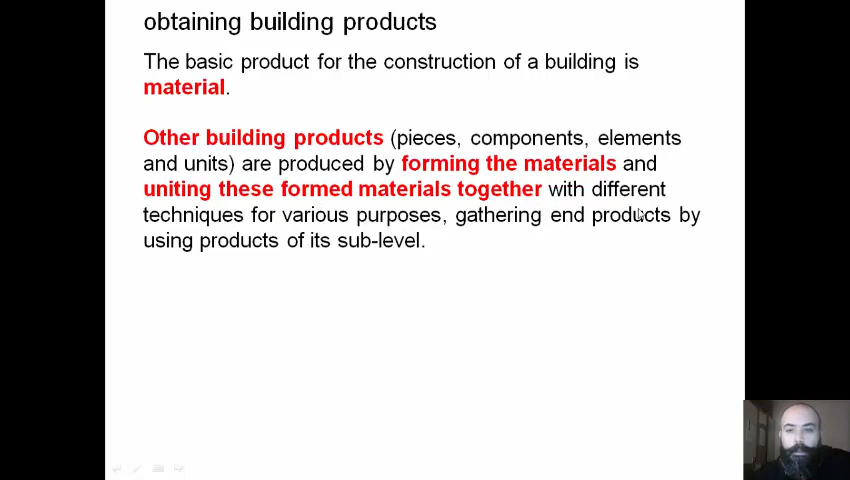 obtaining building products
The basic product for the construction of a building is
material.
Other building products (pieces, components, elements
and units) are produced by forming the materials and
uniting these formed materials together with different
techniques for various purposes, gathering end products by
using products of its sub-level.